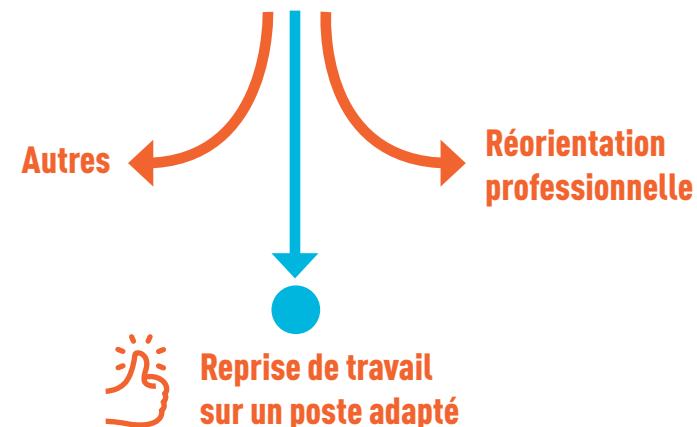 Autres
Réorientation
professionnelle
Reprise de travail
sur un poste adapté